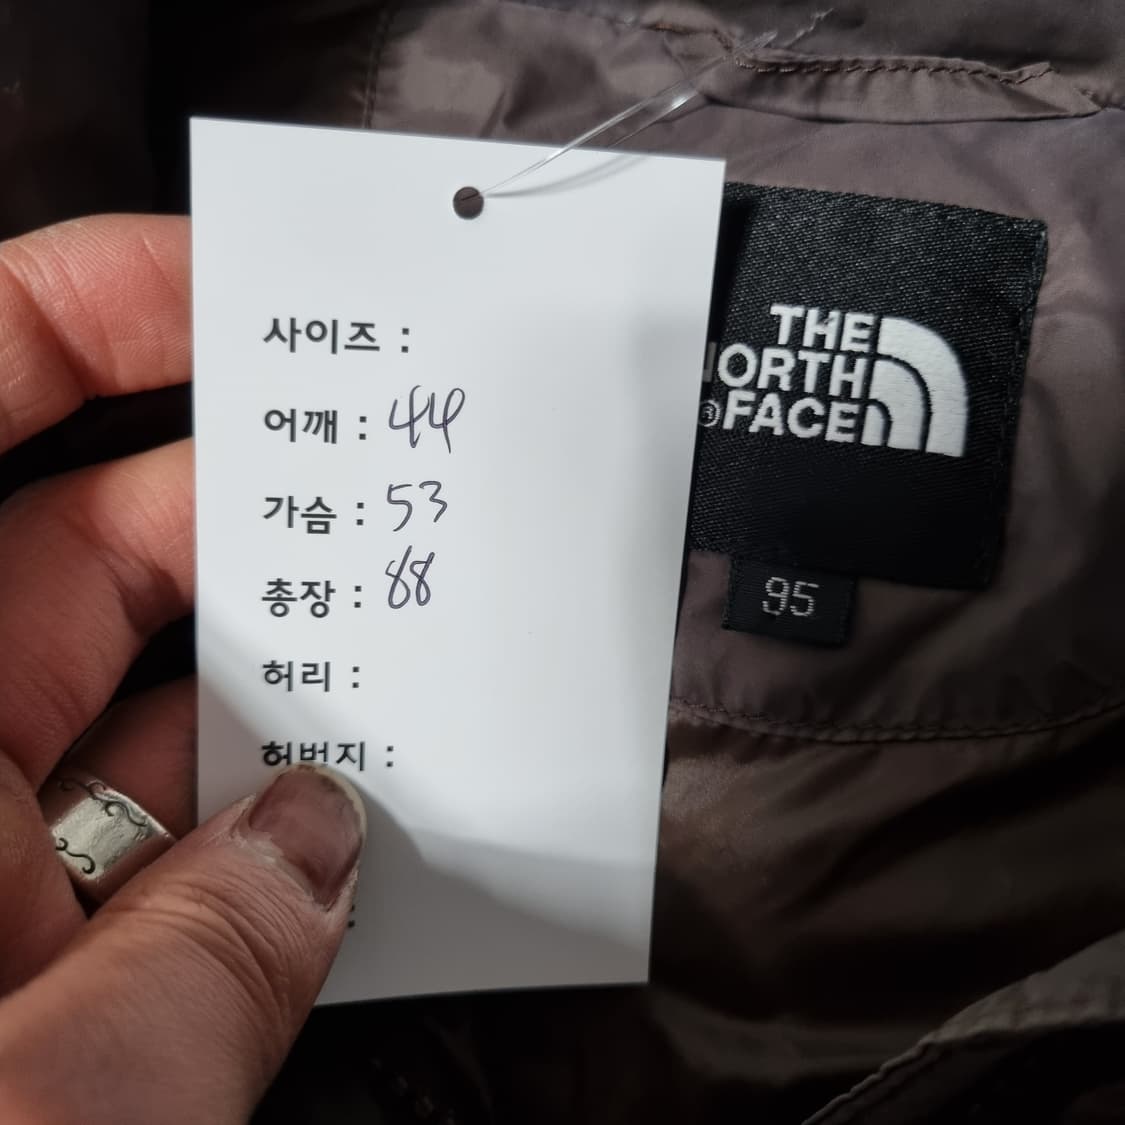 사이즈 :
어깨 : 44
가슴 : 53
총장 : 88
허리 :
허벅지 :
:
THE
NORTH
®FACE
95